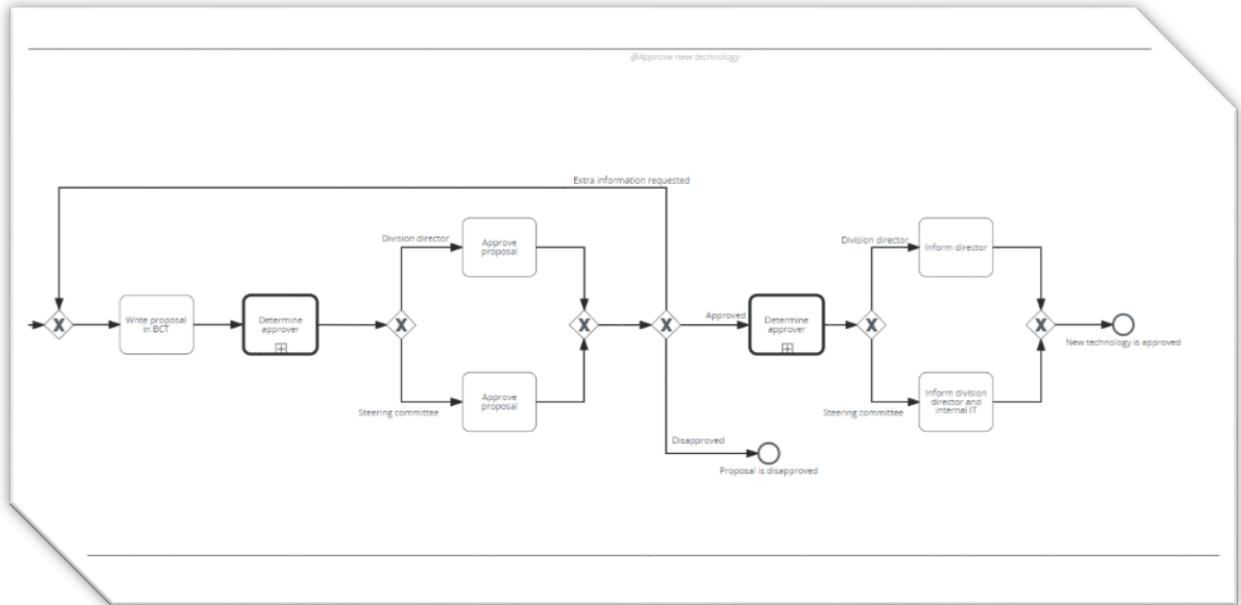 @Approve new technology
Extra information requested
Division director
Approve
proposal
Division director
Inform director
X
Write proposal
in BCT
Determine
approver
X
X
X
Approved
Determine
approver
X
X
New technology is approved
Steering committee
Approve
proposal
Steering committee
Inform division
director and
internal IT
Disapproved
Proposal is disapproved